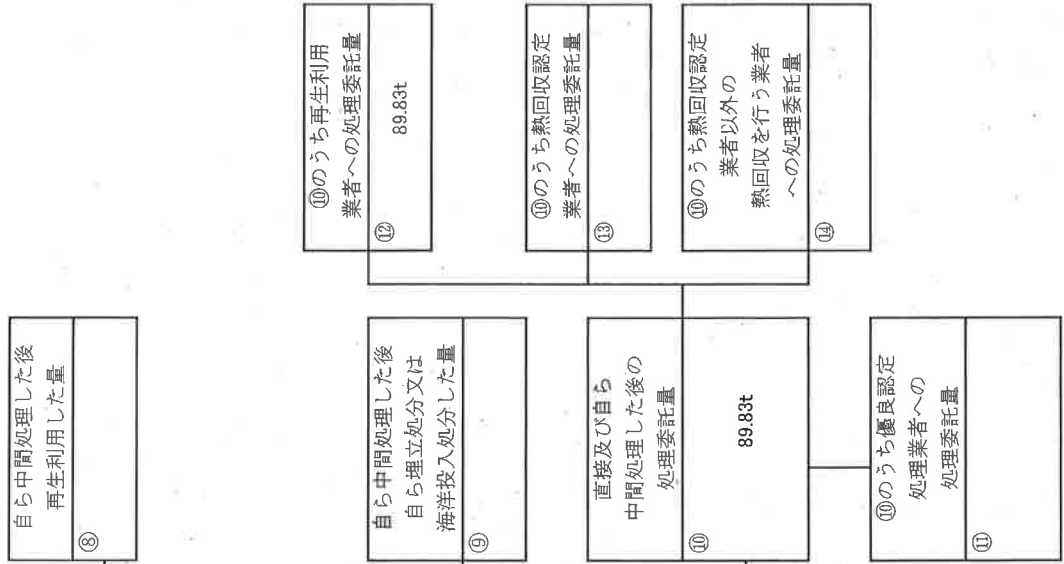 自ら中間処理した後
再生利用した量
⑧
自ら中間処理した後
自ら埋立処分又は
海洋投入処分した量
⑨
直接及び自ら
中間処理した後の
処理委託量
⑩
89.83t
⑩のうち優良認定
処理業者への
処理委託量
⑪
⑩のうち再生利用
業者への処理委託量
⑫
89.83t
⑩のうち熱回収認定
業者への処理委託量
⑬
⑩のうち熱回収認定
業者以外の
熱回収を行う業者
への処理委託量
⑭